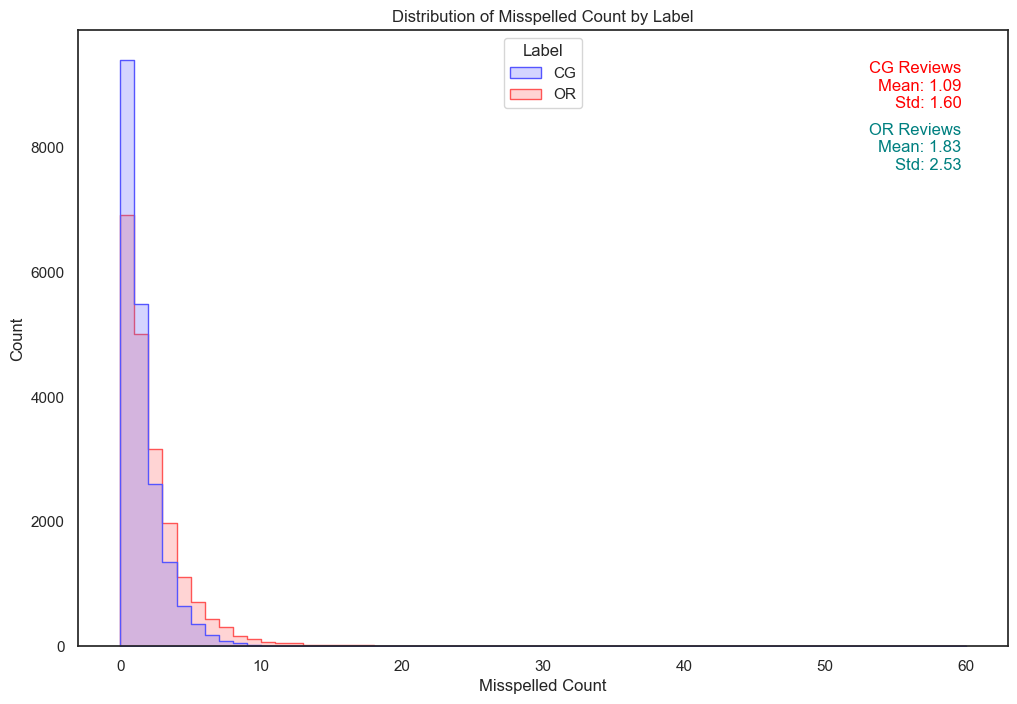 Distribution of Misspelled Count by Label
Label
CG
OR
CG Reviews
Mean: 1.09
Std: 1.60
OR Reviews
Mean: 1.83
Std: 2.53
8000
6000
4000
2000
0
Count
0 10 20 30 40 50 60
Misspelled Count